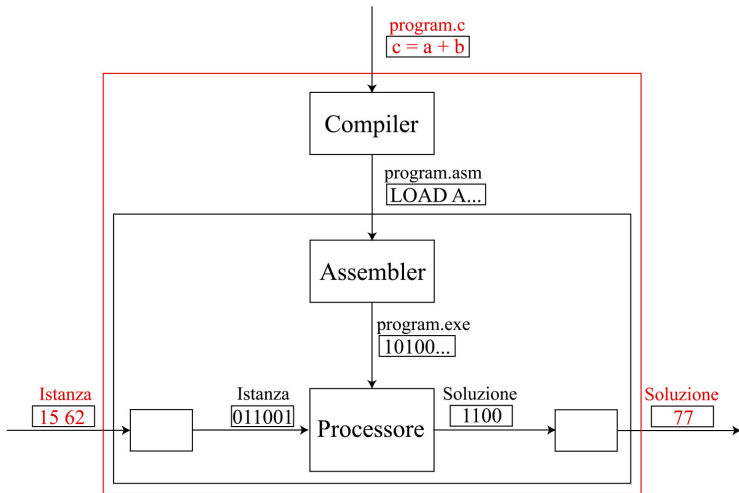 program.c
c = a + b
Compiler
program.asm
LOAD A...
Assembler
program.exe
10100...
Istanza
15 62
Istanza
011001
Processore
Soluzione
1100
Soluzione
77